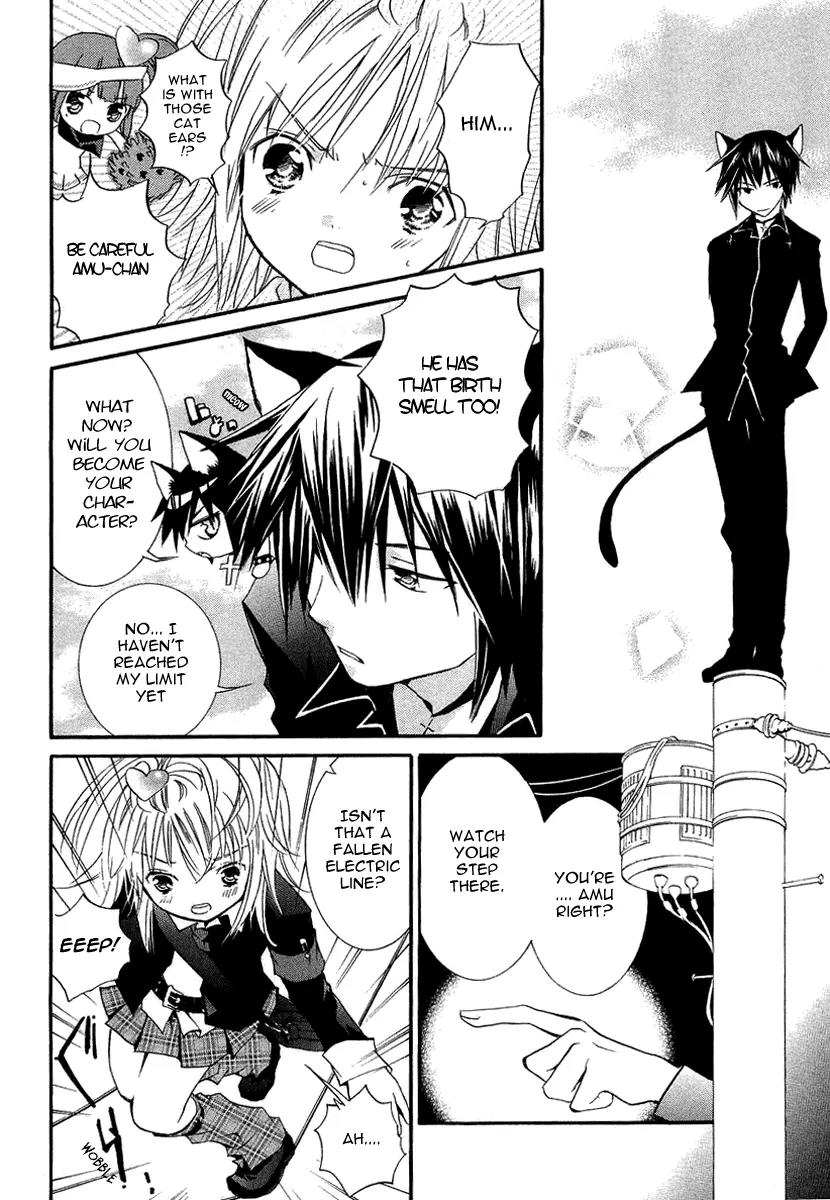 HIM...
WHAT
IS WITH
THOSE
CAT
EARS
!?
BE CAREFUL
AMU-CHAN
HE HAS
THAT BIRTH
SMELL TOO!
meow
WHAT
NOW?
WiLL YOU
BECOME
YOUR
CHAR-
ACTER?
NO... I
HAVEN'T
REACHED
MY LIMIT
YET
YOU'RE
.... AMU
RIGHT?
WATCH
YOUR
STEP
THERE.
ISN'T
THAT A
FALLEN
ELECTRIC
LINE?
EEEP!
AH....
WOBBLE